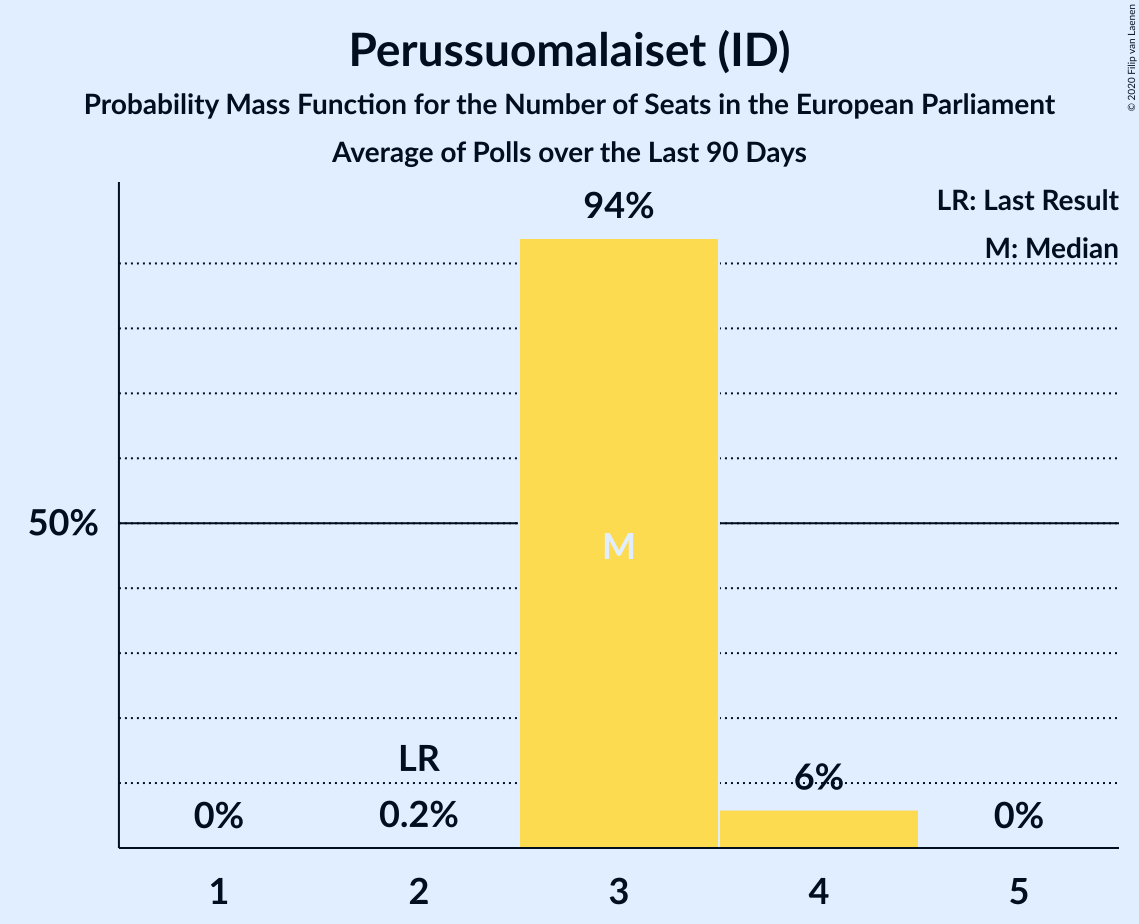 Perussuomalaiset (ID)
Probability Mass Function for the Number of Seats in the European Parliament
Average of Polls over the Last 90 Days
© 2020 Filip van Laenen
LR: Last Result
M: Median
94%
50%
M
LR
6%
0%
0.2%
0%
1
2
3
4
5